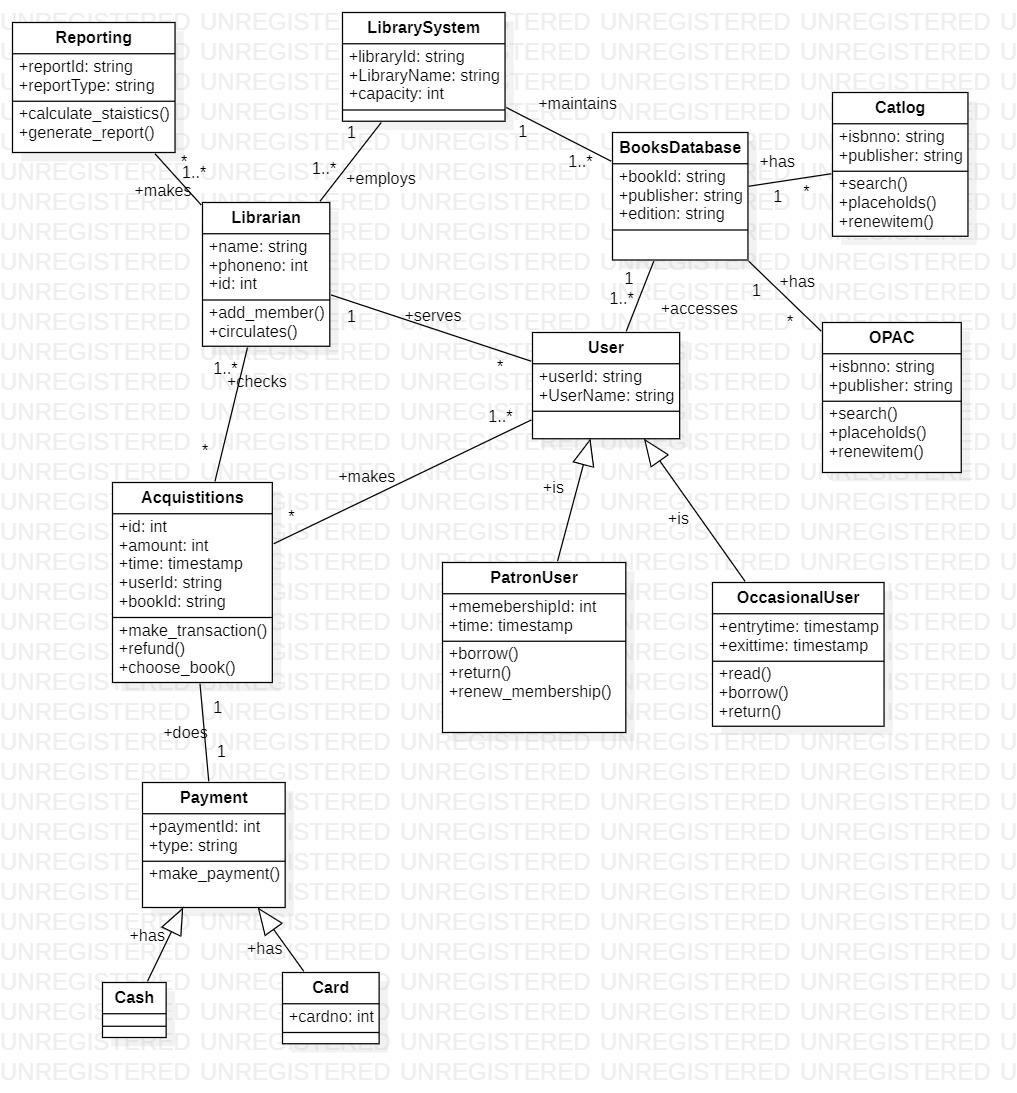 Reporting
+reportId: string
+reportType: string
+calculate_staistics()
+generate_report()
LibrarySystem
+libraryId: string
+LibraryName: string
+capacity: int
+maintains
1
1..*
BooksDatabase
+bookId: string
+publisher: string
+edition: string
+has
1
*
Catlog
+isbnno: string
+publisher: string
+search()
+placeholds()
+renewitem()
*
1..*
+makes
1
1..*
+employs
Librarian
+name: string
+phoneno: int
+id: int
+add_member()
+circulates()
1
+serves
*
1
1..*
+accesses
1
+has
*
OPAC
+isbnno: string
+publisher: string
+search()
+placeholds()
+renewitem()
User
+userId: string
+UserName: string
1..*
+checks
*
1..*
+makes
*
+is
+is
Acquistitions
+id: int
+amount: int
+time: timestamp
+userId: string
+bookId: string
+make_transaction()
+refund()
+choose_book()
PatronUser
+memebershipId: int
+time: timestamp
+borrow()
+return()
+renew_membership()
OccasionalUser
+entrytime: timestamp
+exittime: timestamp
+read()
+borrow()
+return()
1
+does
1
Payment
+paymentId: int
+type: string
+make_payment()
+has
+has
Cash
Card
+cardno: int
UNREGISTERED